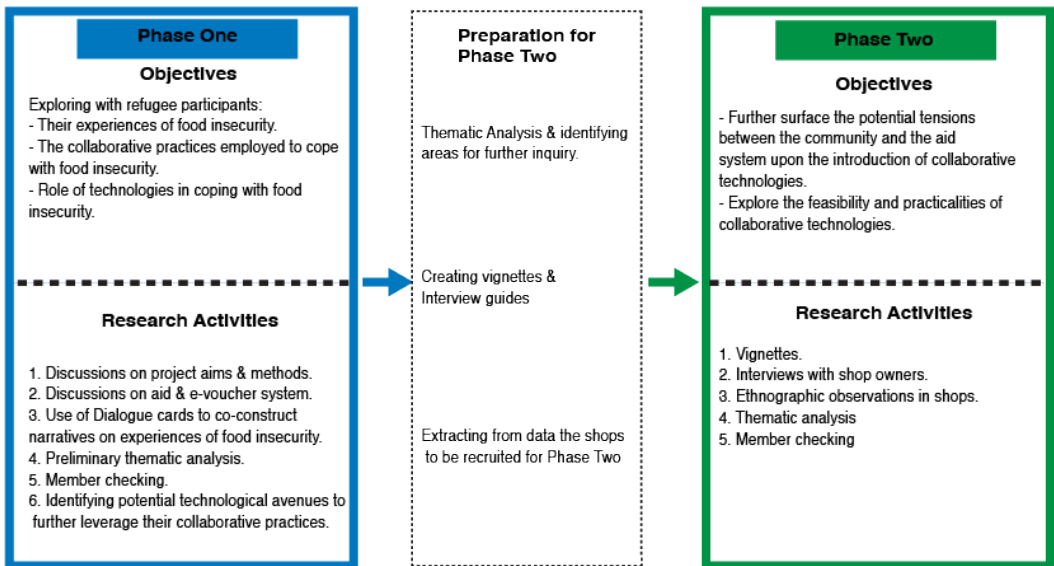 Phase One
Objectives
Exploring with refugee participants:
- Their experiences of food insecurity.
- The collaborative practices employed to cope
with food insecurity.
- Role of technologies in coping with food
insecurity.
Research Activities
1. Discussions on project aims & methods.
2. Discussions on aid & e-voucher system.
3. Use of Dialogue cards to co-construct
narratives on experiences of food insecurity.
4. Preliminary thematic analysis.
5. Member checking.
6. Identifying potential technological avenues to
further leverage their collaborative practices.
Preparation for
Phase Two
Thematic Analysis & identifying
areas for further inquiry.
Creating vignettes &
Interview guides
Extracting from data the shops
to be recruited for Phase Two
Phase Two
Objectives
- Further surface the potential tensions
between the community and the aid
system upon the introduction of collaborative
technologies.
- Explore the feasibility and practicalities of
collaborative technologies.
Research Activities
1. Vignettes.
2. Interviews with shop owners.
3. Ethnographic observations in shops.
4. Thematic analysis
5. Member checking